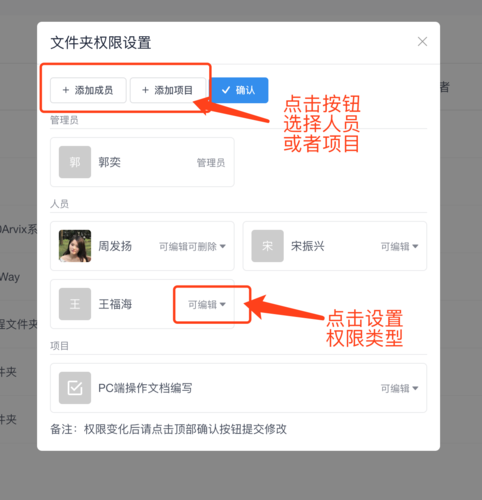 文件夹权限设置
+ 添加成员
+ 添加项目
确认
点击按钮
选择人员
或者项目
者
管理员
郭
郭奕
管理员
人员
0Arvix系
周发扬
可编辑可删除
宋
宋振兴
可编辑
Way
王
王福海
可编辑
点击设置
权限类型
程文件夹
项目
件夹
PC端操作文档编写
可编辑
件夹
备注：权限变化后请点击顶部确认按钮提交修改